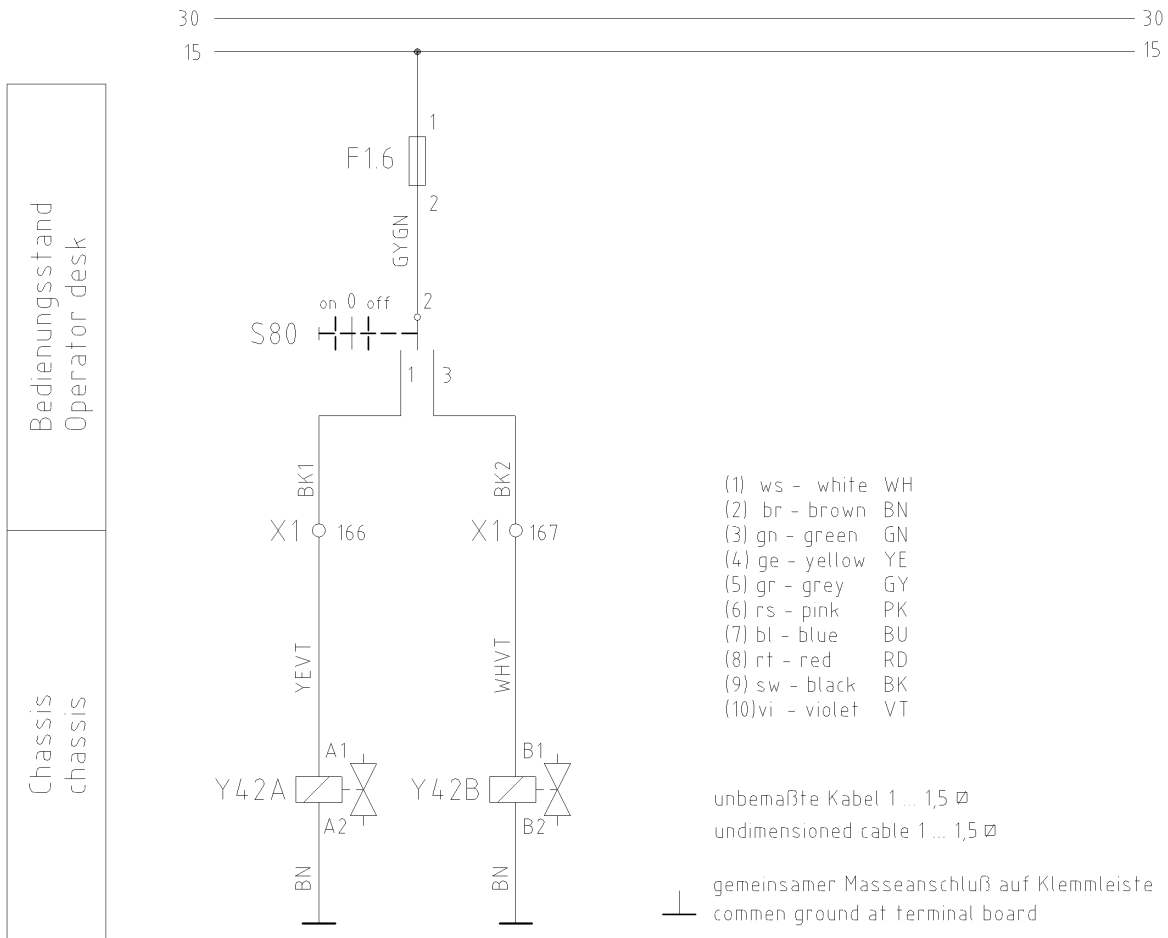 30 30
15 15
1
F1.6
2
GYGN
on 0 off 2
S80
1 3
BK1 BK2
X1 166 X1 167
YEVT WHVT
A1 B1
Y42A Y42B
A2 B2
BN BN
Bedienungsstand
Operator desk
Chassis
chassis
(1) ws - white WH
(2) br - brown BN
(3) gn - green GN
(4) ge - yellow YE
(5) gr - grey GY
(6) rs - pink PK
(7) bl - blue BU
(8) rt - red RD
(9) sw - black BK
(10)vi - violet VT
unbemaßte Kabel 1 ... 1,5
undimensioned cable 1 ... 1,5
gemeinsamer Masseanschluß auf Klemmleiste
commen ground at terminal board